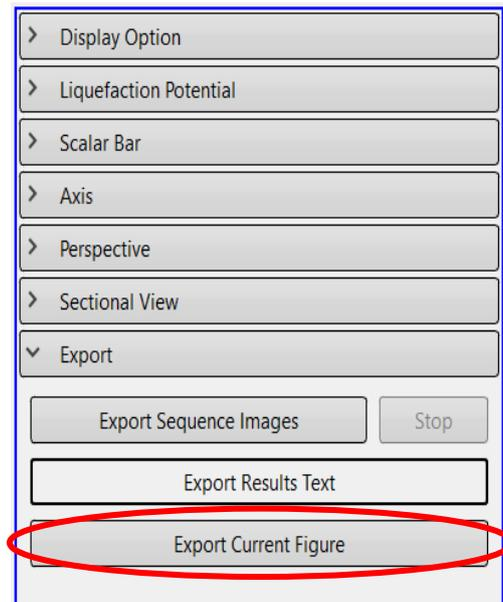 Display Option
Liquefaction Potential
Scalar Bar
Axis
Perspective
Sectional View
Export
Export Sequence Images Stop
Export Results Text
Export Current Figure